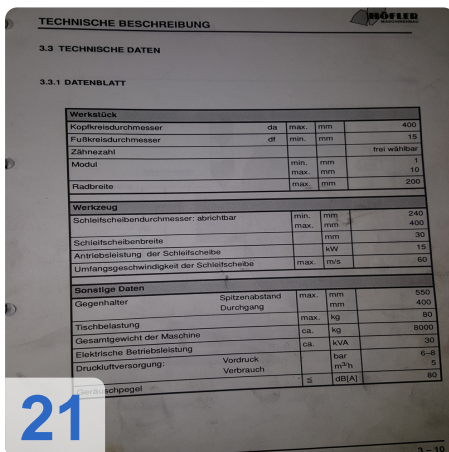 TECHNISCHE BESCHREIBUNG
HÖFLER
MASCHINENBAU
3.3 TECHNISCHE DATEN
3.3.1 DATENBLATT
Werkstück
Kopfkreisdurchmesser da max. mm 400
Fußkreisdurchmesser df min. mm 15
Zähnezahl frei wählbar
Modul min. mm 1
max. mm 10
Radbreite max. mm 200
Werkzeug
Schleifscheibendurchmesser: abrichtbar min. mm 240
max. mm 400
Schleifscheibenbreite mm 30
Antriebsleistung der Schleifscheibe kW 15
Umfangsgeschwindigkeit der Schleifscheibe max. m/s 60
Sonstige Daten
Gegenhalter Spitzenabstand max. mm 550
Durchgang mm 400
Tischbelastung max. kg 80
Gesamtgewicht der Maschine ca. kg 8000
Elektrische Betriebsleistung ca. kVA 30
Druckluftversorgung: Vordruck bar 6–8
Verbrauch m³/h 5
Geräuschpegel ≤ dB[A] 80
21
3 – 10